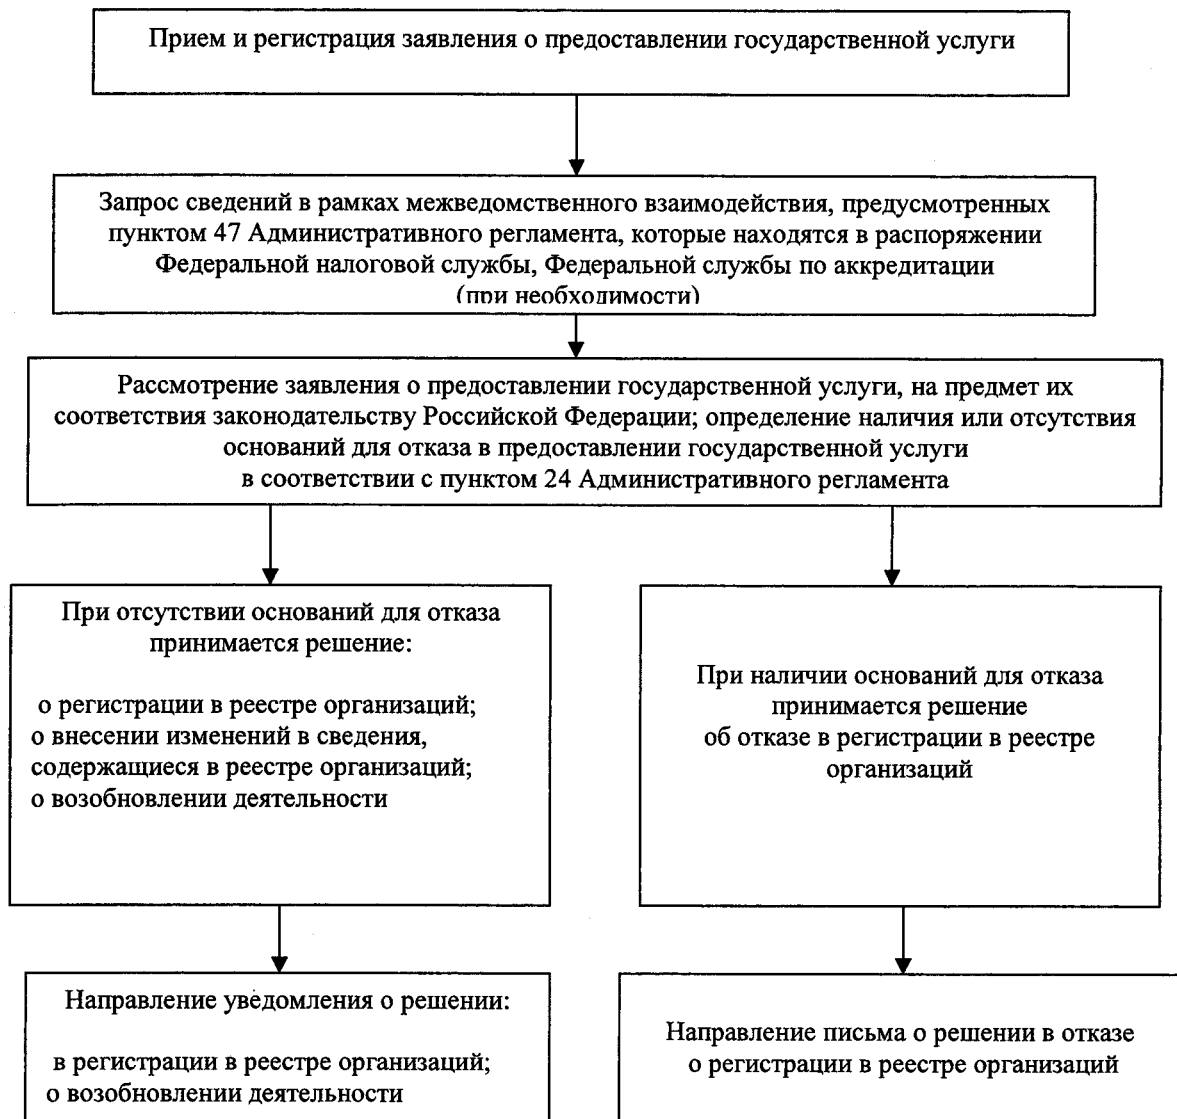 Прием и регистрация заявления о предоставлении государственной услуги
Запрос сведений в рамках межведомственного взаимодействия, предусмотренных
пунктом 47 Административного регламента, которые находятся в распоряжении
Федеральной налоговой службы, Федеральной службы по аккредитации
(при необходимости)
Рассмотрение заявления о предоставлении государственной услуги, на предмет их
соответствия законодательству Российской Федерации; определение наличия или отсутствия
оснований для отказа в предоставлении государственной услуги
в соответствии с пунктом 24 Административного регламента
При отсутствии оснований для отказа
принимается решение:
о регистрации в реестре организаций;
о внесении изменений в сведения,
содержащиеся в реестре организаций;
о возобновлении деятельности
При наличии оснований для отказа
принимается решение
об отказе в регистрации в реестре
организаций
Направление уведомления о решении:
в регистрации в реестре организаций;
о возобновлении деятельности
Направление письма о решении в отказе
о регистрации в реестре организаций